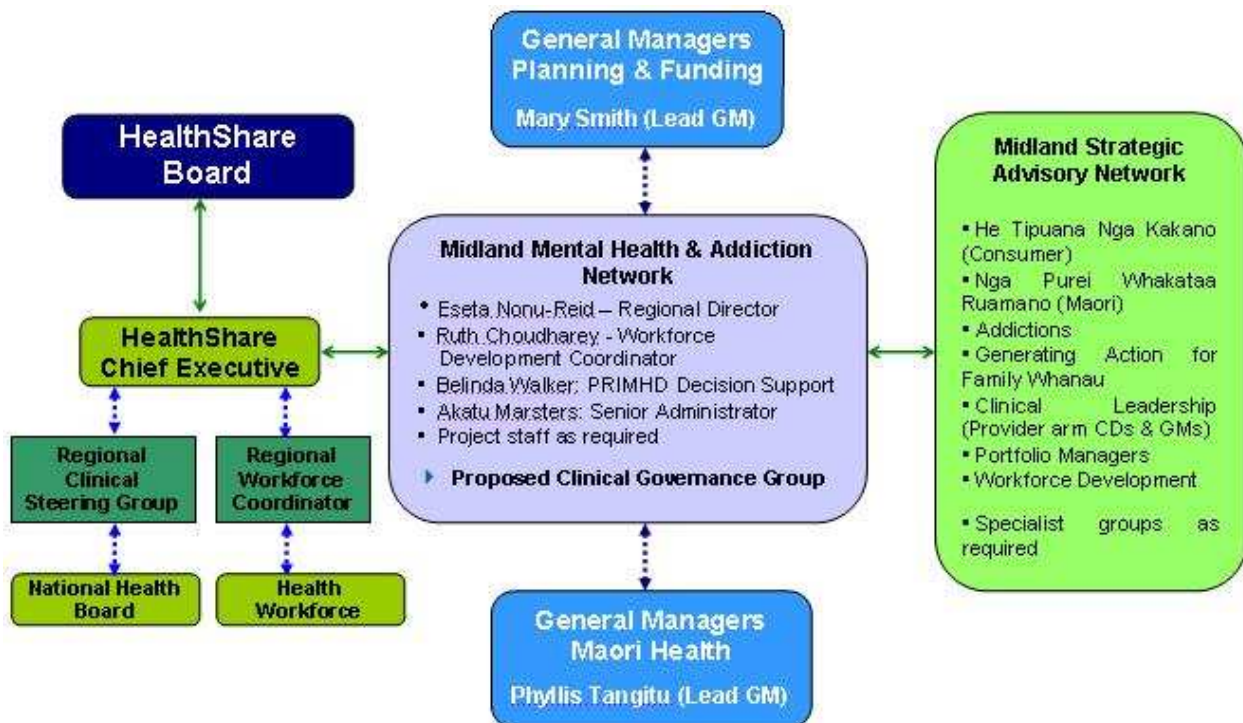 General Managers
Planning & Funding
Mary Smith (Lead GM)
HealthShare
Board
HealthShare
Chief Executive
Regional
Clinical
Steering Group
Regional
Workforce
Coordinator
National Health
Board
Health
Workforce
Midland Mental Health & Addiction
Network
• Eseta Nonu-Reid – Regional Director
• Ruth Choudharey - Workforce
Development Coordinator
• Belinda Walker: PRIMHD Decision Support
• Akatu Marsters: Senior Administrator
• Project staff as required
Proposed Clinical Governance Group
General Managers
Maori Health
Phyllis Tangitu (Lead GM)
Midland Strategic
Advisory Network
▪ He Tipuana Nga Kakano
(Consumer)
▪ Nga Purei Whakataa
Ruamano (Maori)
▪ Addictions
▪ Generating Action for
Family Whanau
▪ Clinical Leadership
(Provider arm CDs & GMs)
▪ Portfolio Managers
▪ Workforce Development
▪ Specialist groups as
required